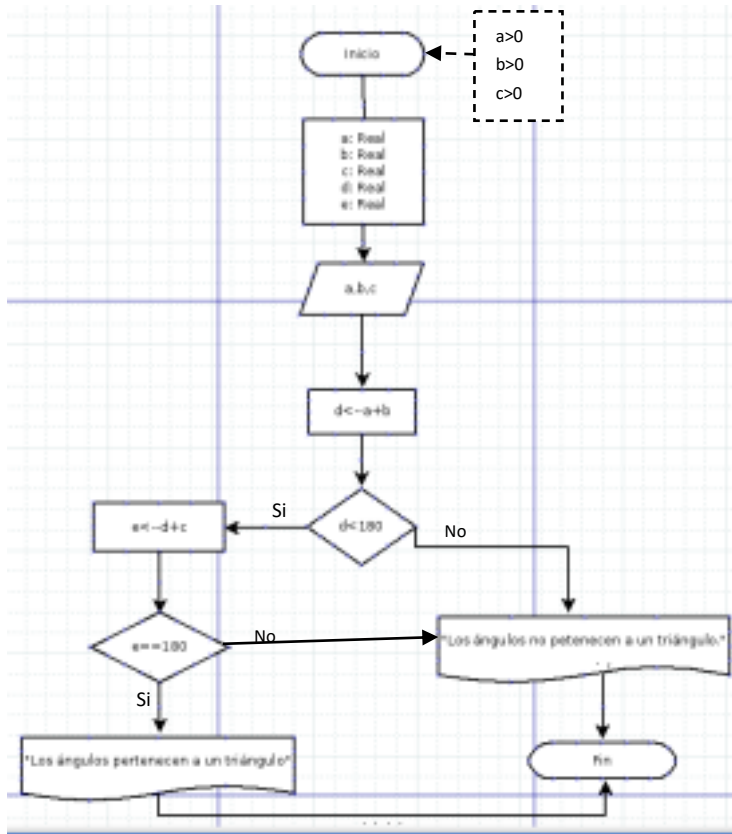 Inicio
a>0
b>0
c>0
a: Real
b: Real
c: Real
d: Real
e: Real
a,b,c
d<-a+b
d<180
Si
No
e<-d+c
e==180
No
Si
"Los ángulos no petenecen a un triángulo."
"Los ángulos pertenecen a un triángulo"
Fin